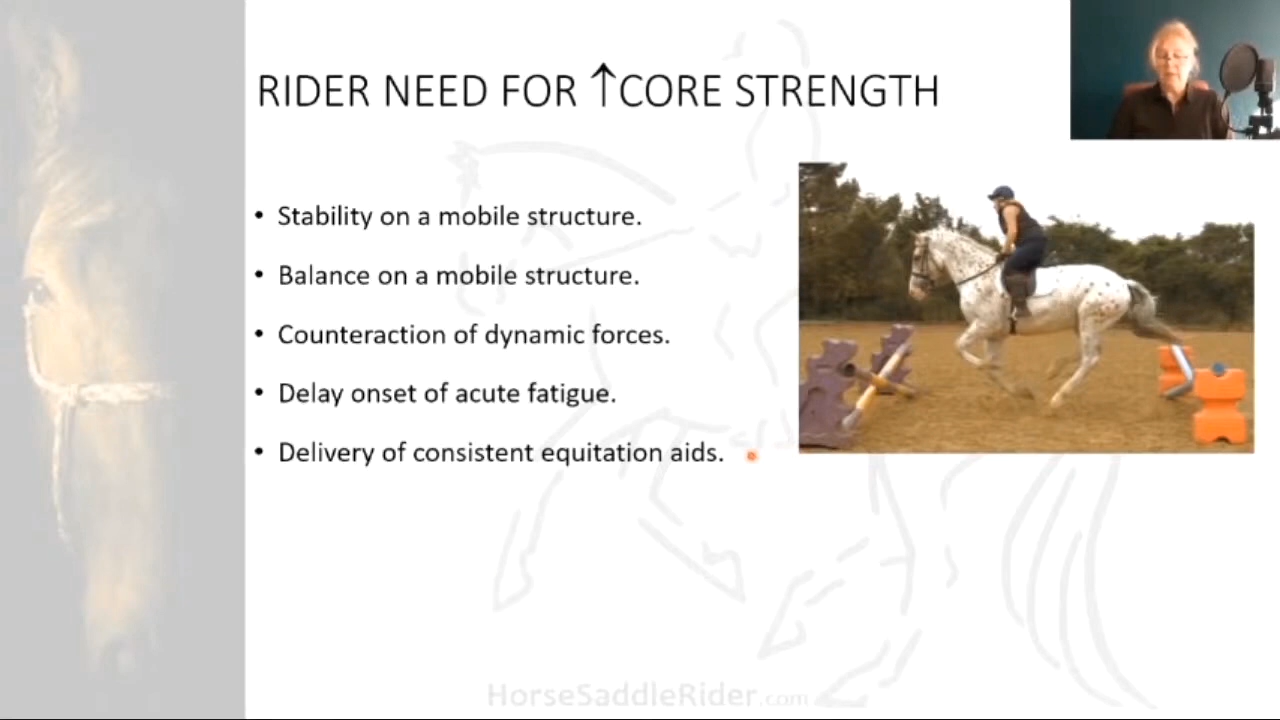 RIDER NEED FOR ↑CORE STRENGTH
• Stability on a mobile structure.
• Balance on a mobile structure.
• Counteraction of dynamic forces.
• Delay onset of acute fatigue.
• Delivery of consistent equitation aids.
HorseSaddleRider.com